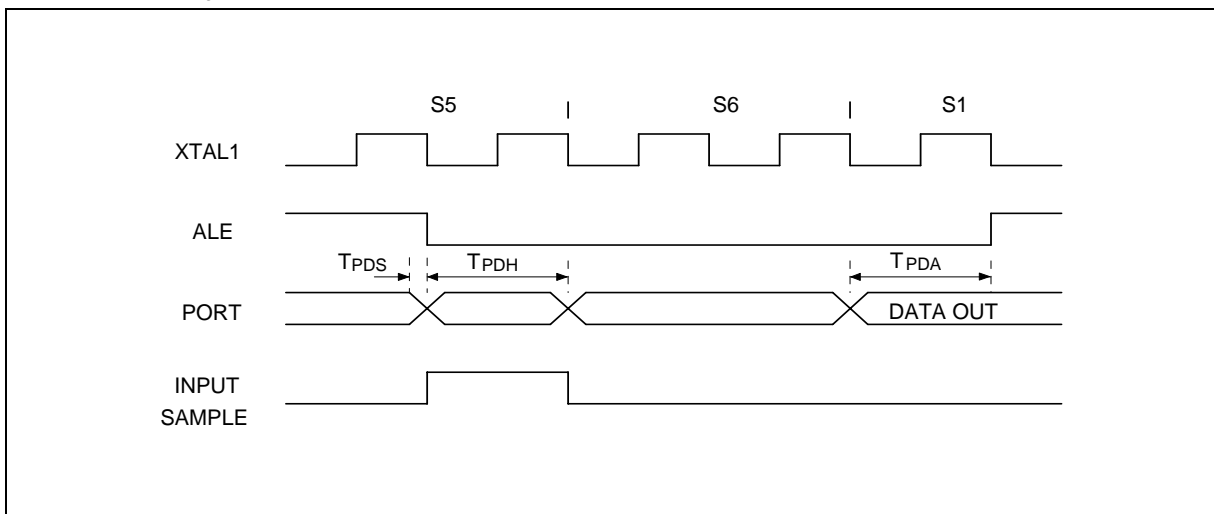 S5 | S6 | S1
XTAL1
ALE
TPDS TPDH TPDA
PORT
DATA OUT
INPUT
SAMPLE